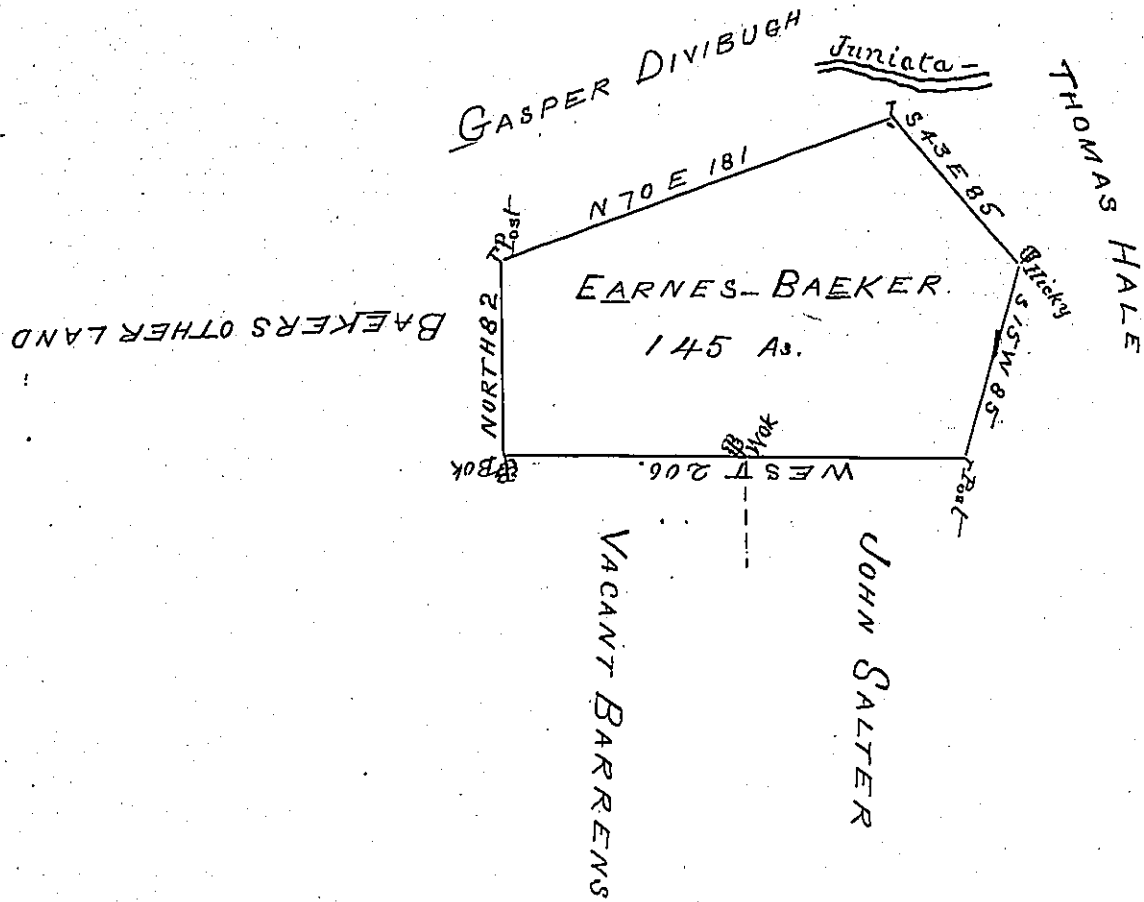 GASPER DIVIBUGH
Juniata
THOMAS HALE
N 70 E 181
S 43 E 85
Post
Hicky
EARNES BAEKER.
145 As.
S 15 W 85
BAEKERS OTHER LAND
NORTH 82
BOK
Wok
WEST 206.
Post
VACANT BARRENS
JOHN SALTER